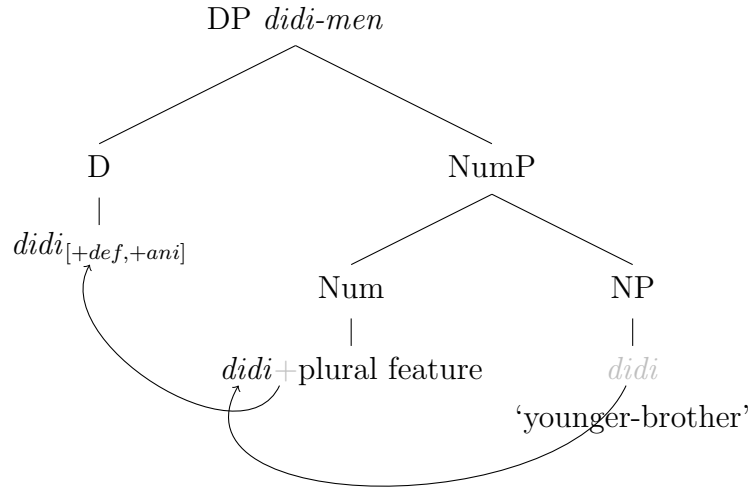 DP didi-men
D NumP
didi[+def,+ani]
Num NP
didi+plural feature didi
‘younger-brother’